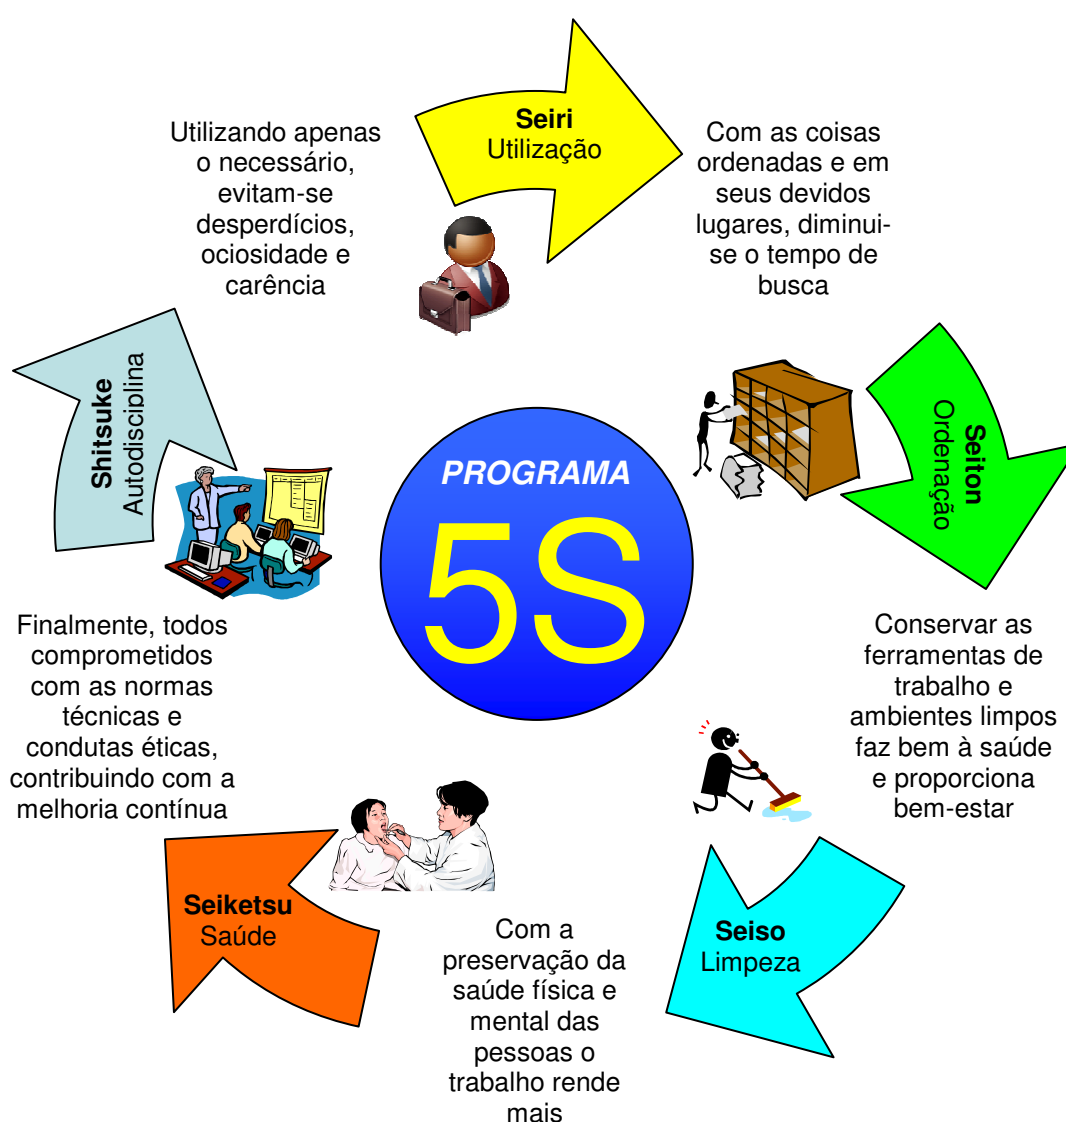 Utilizando apenas
o necessário,
evitam-se
desperdícios,
ociosidade e
carência
Seiri
Utilização
Com as coisas
ordenadas e em
seus devidos
lugares, diminui-
se o tempo de
busca
Seiton
Ordenação
Conservar as
ferramentas de
trabalho e
ambientes limpos
faz bem à saúde
e proporciona
bem-estar
Seiso
Limpeza
Com a
preservação da
saúde física e
mental das
pessoas o
trabalho rende
mais
Seiketsu
Saúde
Finalmente, todos
comprometidos
com as normas
técnicas e
condutas éticas,
contribuindo com a
melhoria contínua
Shitsuke
Autodisciplina
PROGRAMA
5S